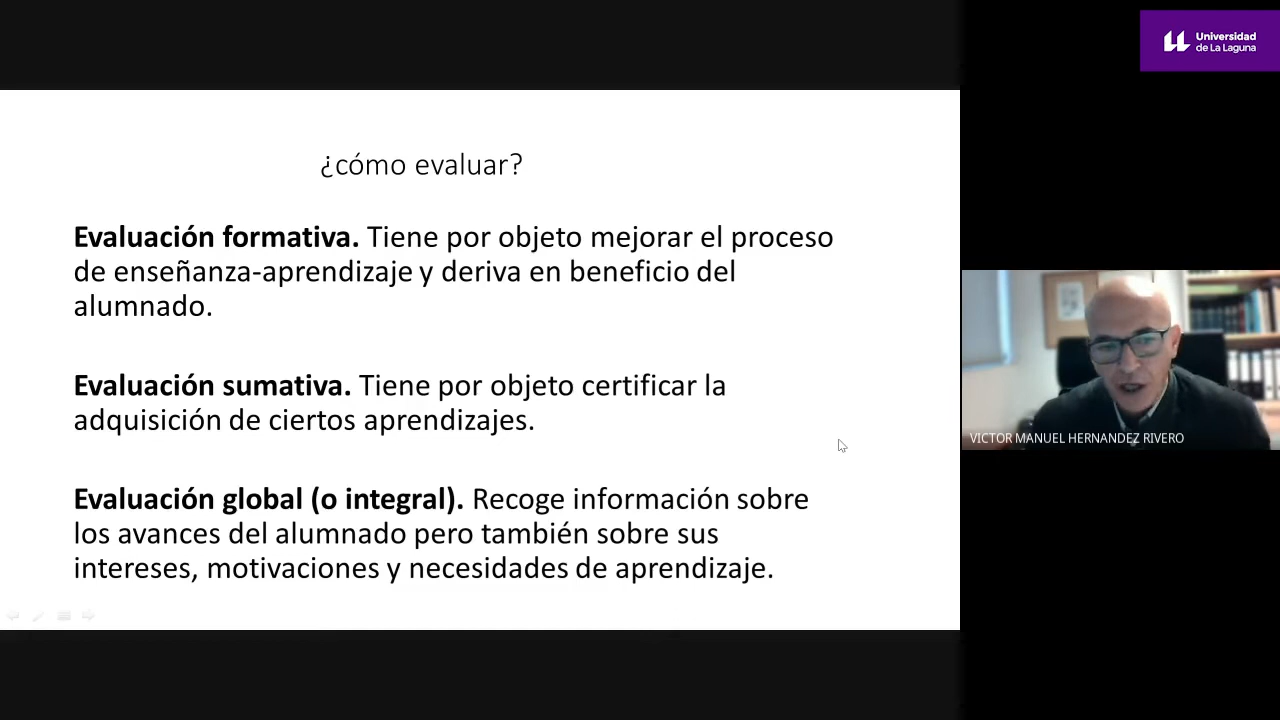 Universidad
de La Laguna
¿cómo evaluar?
Evaluación formativa. Tiene por objeto mejorar el proceso
de enseñanza-aprendizaje y deriva en beneficio del
alumnado.
Evaluación sumativa. Tiene por objeto certificar la
adquisición de ciertos aprendizajes.
Evaluación global (o integral). Recoge información sobre
los avances del alumnado pero también sobre sus
intereses, motivaciones y necesidades de aprendizaje.
VICTOR MANUEL HERNANDEZ RIVERO